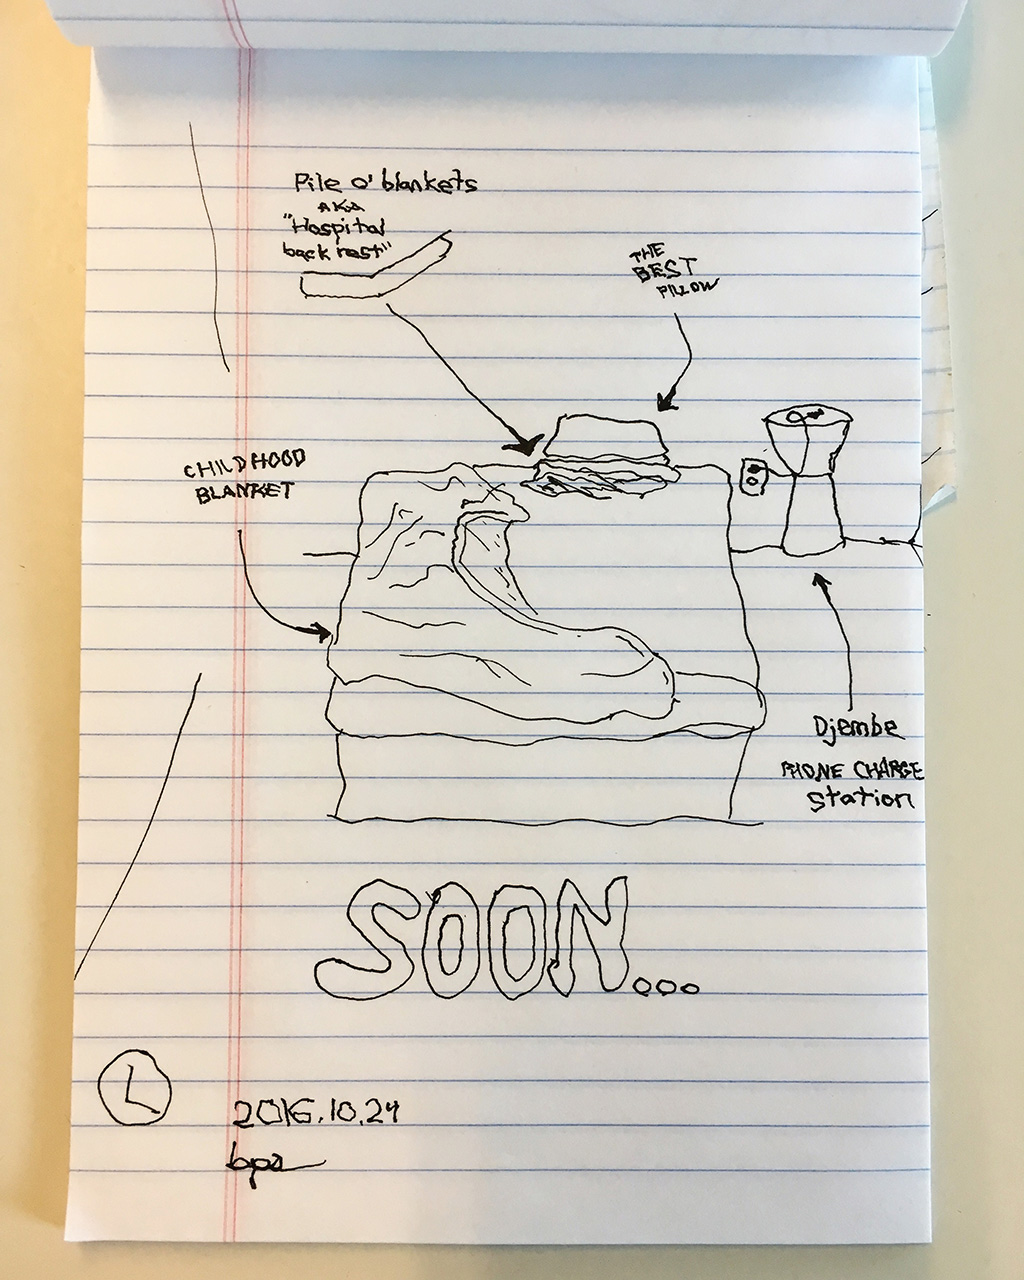 Pile o' blankets
AKA
"Hospital
back rest"
THE
BEST
PILLOW
CHILDHOOD
BLANKET
Djembe
PHONE CHARGE
Station
SOON...
L
2016.10.24
bpa